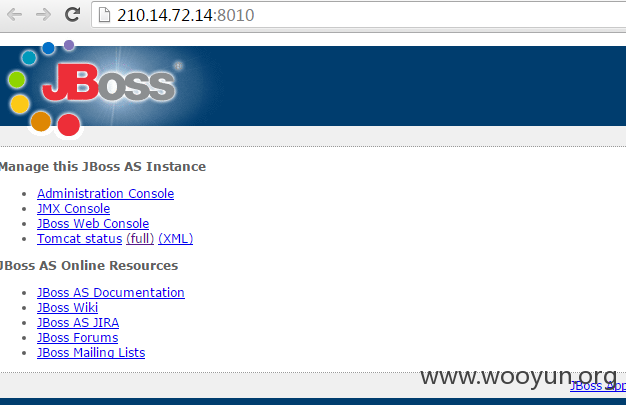 210.14.72.14:8010
JBoss®
Manage this JBoss AS Instance
Administration Console
JMX Console
JBoss Web Console
Tomcat status (full) (XML)
JBoss AS Online Resources
JBoss AS Documentation
JBoss Wiki
JBoss AS JIRA
JBoss Forums
JBoss Mailing Lists
www.wooyun.org
JBoss App